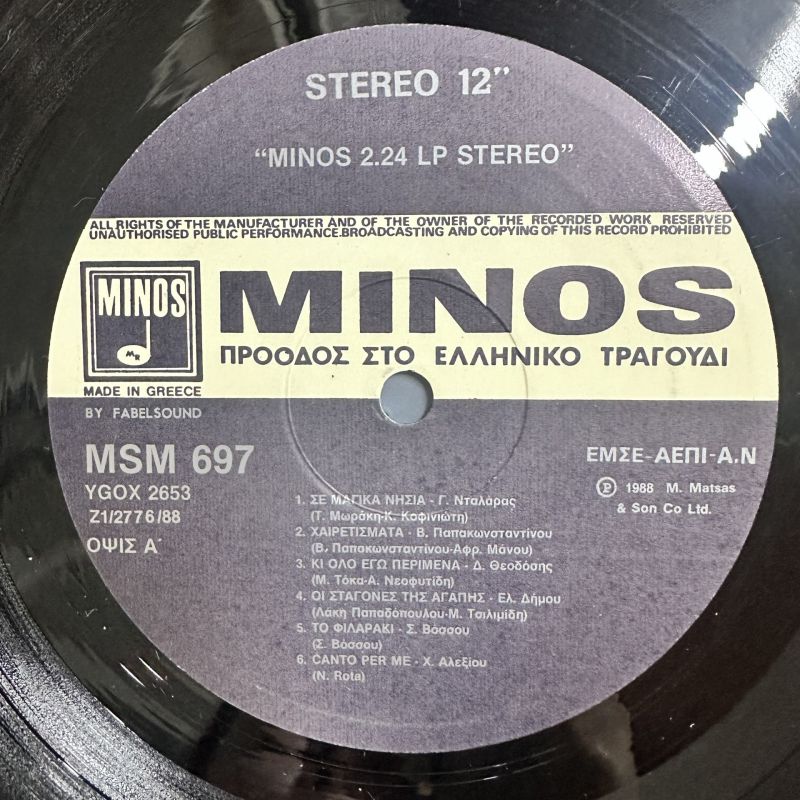 STEREO 12"
"MINOS 2.24 LP STEREO"
ALL RIGHTS OF THE MANUFACTURER AND OF THE OWNER OF THE RECORDED WORK RESERVED
UNAUTHORISED PUBLIC PERFORMANCE.BROADCASTING AND COPYING OF THIS RECORD PROHIBITED
MINOS
MR
MINOS
ΠΡΟΟΔΟΣ ΣΤΟ ΕΛΛΗΝΙΚΟ ΤΡΑΓΟΥΔΙ
MADE IN GREECE
BY FABELSOUND
MSM 697
YGOX 2653
Z1/2776/88
ΟΨΙΣ Α΄
ΕΜΣΕ-ΑΕΠΙ-Α.Ν
Ⓟ 1988 M. Matsas
& Son Co Ltd.
1. ΣΕ ΜΑΓΙΚΑ ΝΗΣΙΑ - Γ. Νταλάρας
(Τ. Μωράκη-Κ. Κοφινιώτη)
2. ΧΑΙΡΕΤΙΣΜΑΤΑ - Β. Παπακωνσταντίνου
(Β. Παπακωνσταντίνου-Αφρ. Μάνου)
3. ΚΙ ΟΛΟ ΕΓΩ ΠΕΡΙΜΕΝΑ - Δ. Θεοδόσης
(Μ. Τόκα-Α. Νεοφυτίδη)
4. ΟΙ ΣΤΑΓΟΝΕΣ ΤΗΣ ΑΓΑΠΗΣ - Ελ. Δήμου
(Λάκη Παπαδόπουλου-Μ. Τσιλιμίδη)
5. ΤΟ ΦΙΛΑΡΑΚΙ - Σ. Βόσσου
(Σ. Βόσσου)
6. CANTO PER ME - Χ. Αλεξίου
(N. Rota)